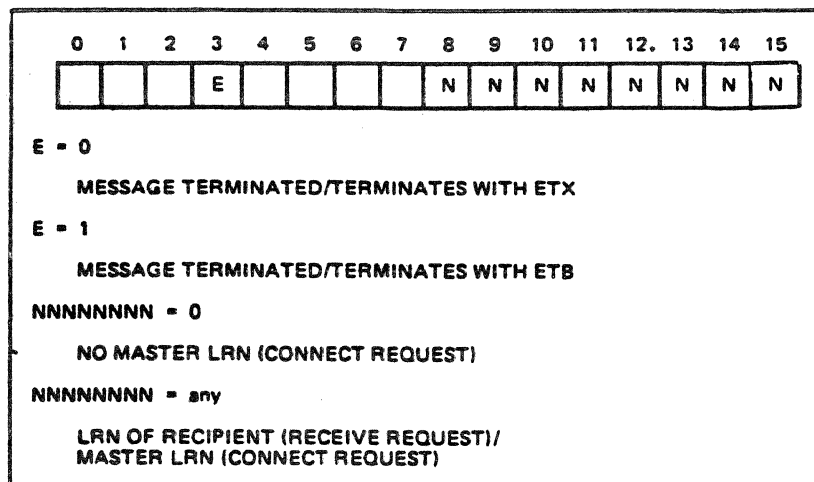 0 1 2 3 4 5 6 7 8 9 10 11 12. 13 14 15
E N N N N N N N N
E = 0
MESSAGE TERMINATED/TERMINATES WITH ETX
E = 1
MESSAGE TERMINATED/TERMINATES WITH ETB
NNNNNNNN = 0
NO MASTER LRN (CONNECT REQUEST)
NNNNNNNN = any
LRN OF RECIPIENT (RECEIVE REQUEST)/
MASTER LRN (CONNECT REQUEST)